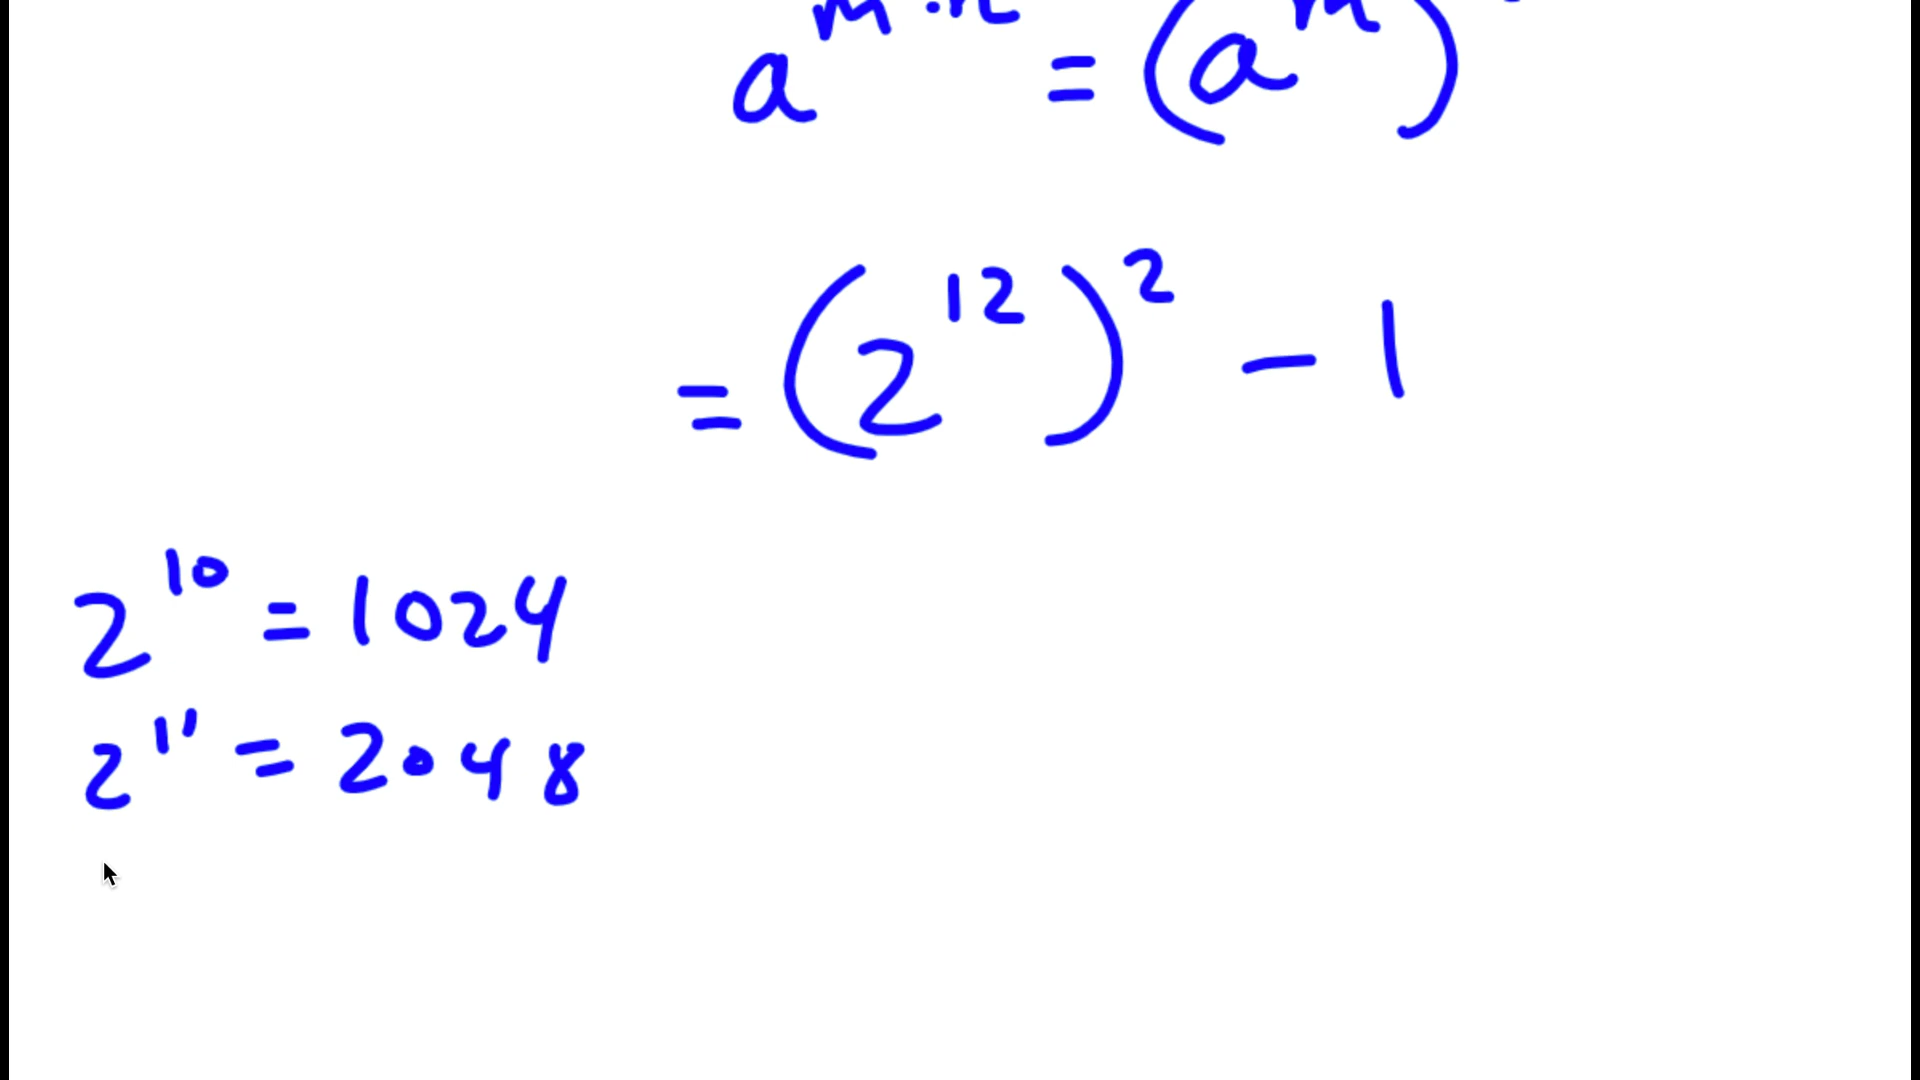 a^{m·n} = (a^m)
= (2^{12})^2 - 1
2^{10} = 1024
2^{11} = 2048